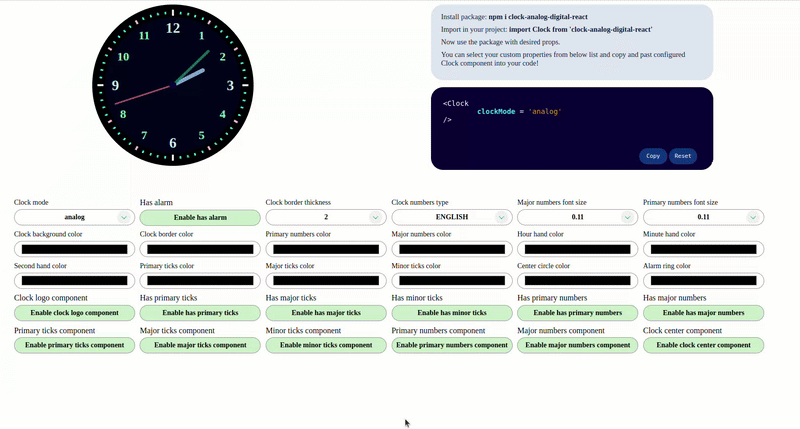 12
11
1
10
2
9
3
8
4
7
5
6
Install package: npm i clock-analog-digital-react
Import in your project: import Clock from 'clock-analog-digital-react'
Now use the package with desired props.
You can select your custom properties from below list and copy and past configured
Clock component into your code!
<Clock
clockMode = 'analog'
/>
Copy
Reset
Clock mode
Has alarm
Clock border thickness
Clock numbers type
Major numbers font size
Primary numbers font size
analog
Enable has alarm
2
ENGLISH
0.11
0.11
Clock background color
Clock border color
Primary numbers color
Major numbers color
Hour hand color
Minute hand color
Second hand color
Primary ticks color
Major ticks color
Minor ticks color
Center circle color
Alarm ring color
Clock logo component
Has primary ticks
Has major ticks
Has minor ticks
Has primary numbers
Has major numbers
Enable clock logo component
Enable has primary ticks
Enable has major ticks
Enable has minor ticks
Enable has primary numbers
Enable has major numbers
Primary ticks component
Major ticks component
Minor ticks component
Primary numbers component
Major numbers component
Clock center component
Enable primary ticks component
Enable major ticks component
Enable minor ticks component
Enable primary numbers component
Enable major numbers component
Enable clock center component